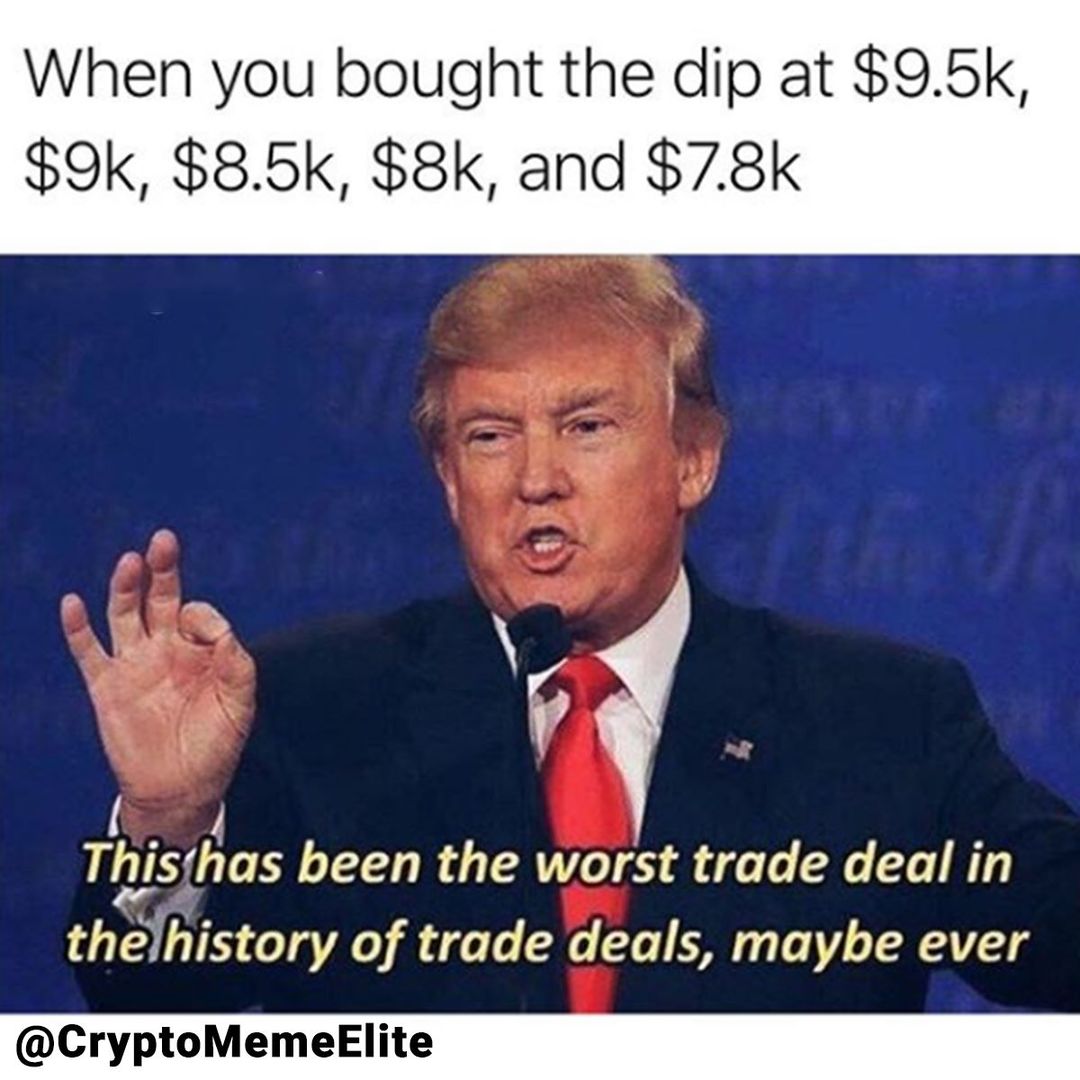 When you bought the dip at $9.5k,
$9k, $8.5k, $8k, and $7.8k
This has been the worst trade deal in
the history of trade deals, maybe ever
@CryptoMemeElite